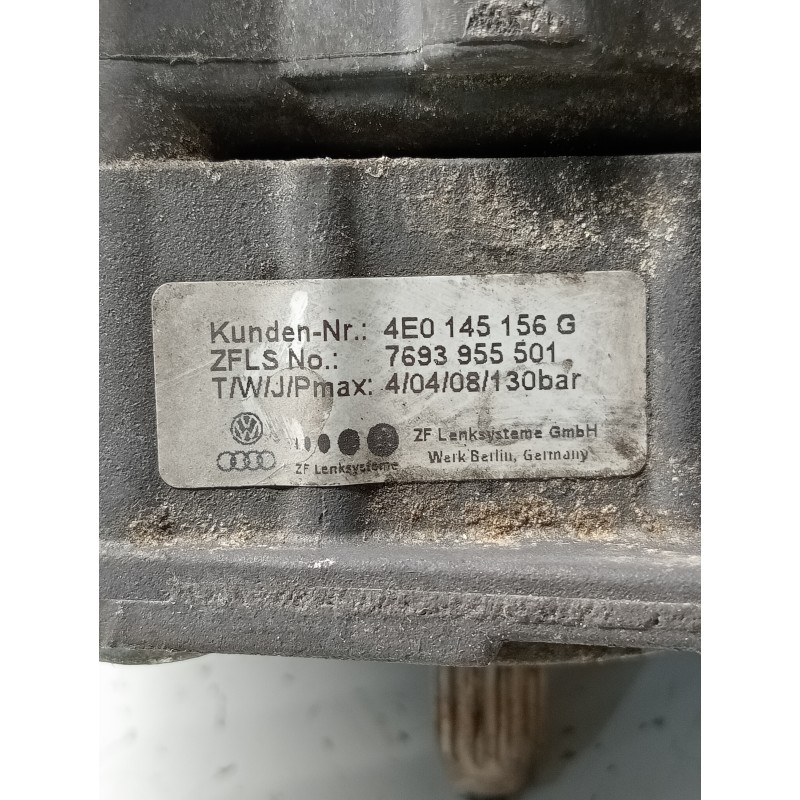 Kunden-Nr.: 4E0 145 156 G
ZFLS No.: 7693 955 501
T/W/J/Pmax: 4/04/08/130bar
ZF Lenksysteme GmbH
ZF Lenksysteme
Werk Berlin, Germany